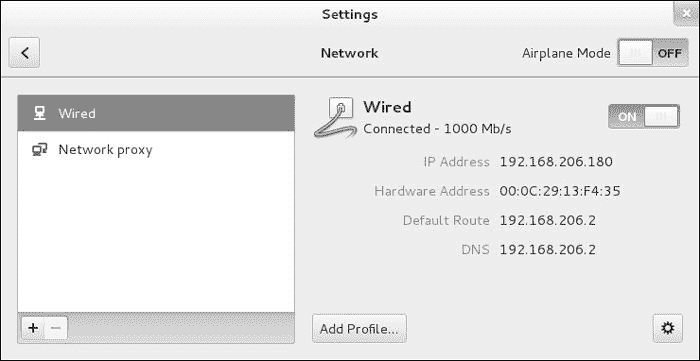 Settings
Network
Airplane Mode OFF
Wired
Network proxy
Wired
Connected - 1000 Mb/s
ON
IP Address 192.168.206.180
Hardware Address 00:0C:29:13:F4:35
Default Route 192.168.206.2
DNS 192.168.206.2
Add Profile...